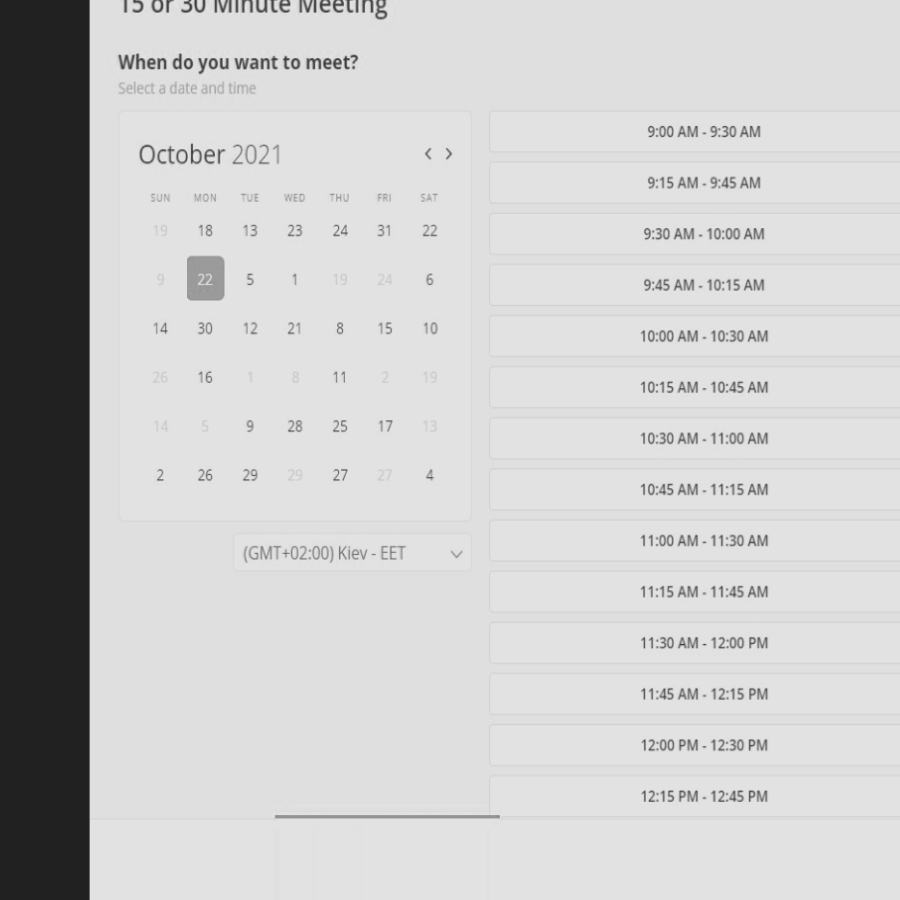 15 or 30 Minute Meeting
When do you want to meet?
Select a date and time
October 2021
SUN MON TUE WED THU FRI SAT
19 18 13 23 24 31 22
9 22 5 1 19 24 6
14 30 12 21 8 15 10
26 16 1 8 11 2 19
14 5 9 28 25 17 13
2 26 29 29 27 27 4
(GMT+02:00) Kiev - EET
9:00 AM - 9:30 AM
9:15 AM - 9:45 AM
9:30 AM - 10:00 AM
9:45 AM - 10:15 AM
10:00 AM - 10:30 AM
10:15 AM - 10:45 AM
10:30 AM - 11:00 AM
10:45 AM - 11:15 AM
11:00 AM - 11:30 AM
11:15 AM - 11:45 AM
11:30 AM - 12:00 PM
11:45 AM - 12:15 PM
12:00 PM - 12:30 PM
12:15 PM - 12:45 PM